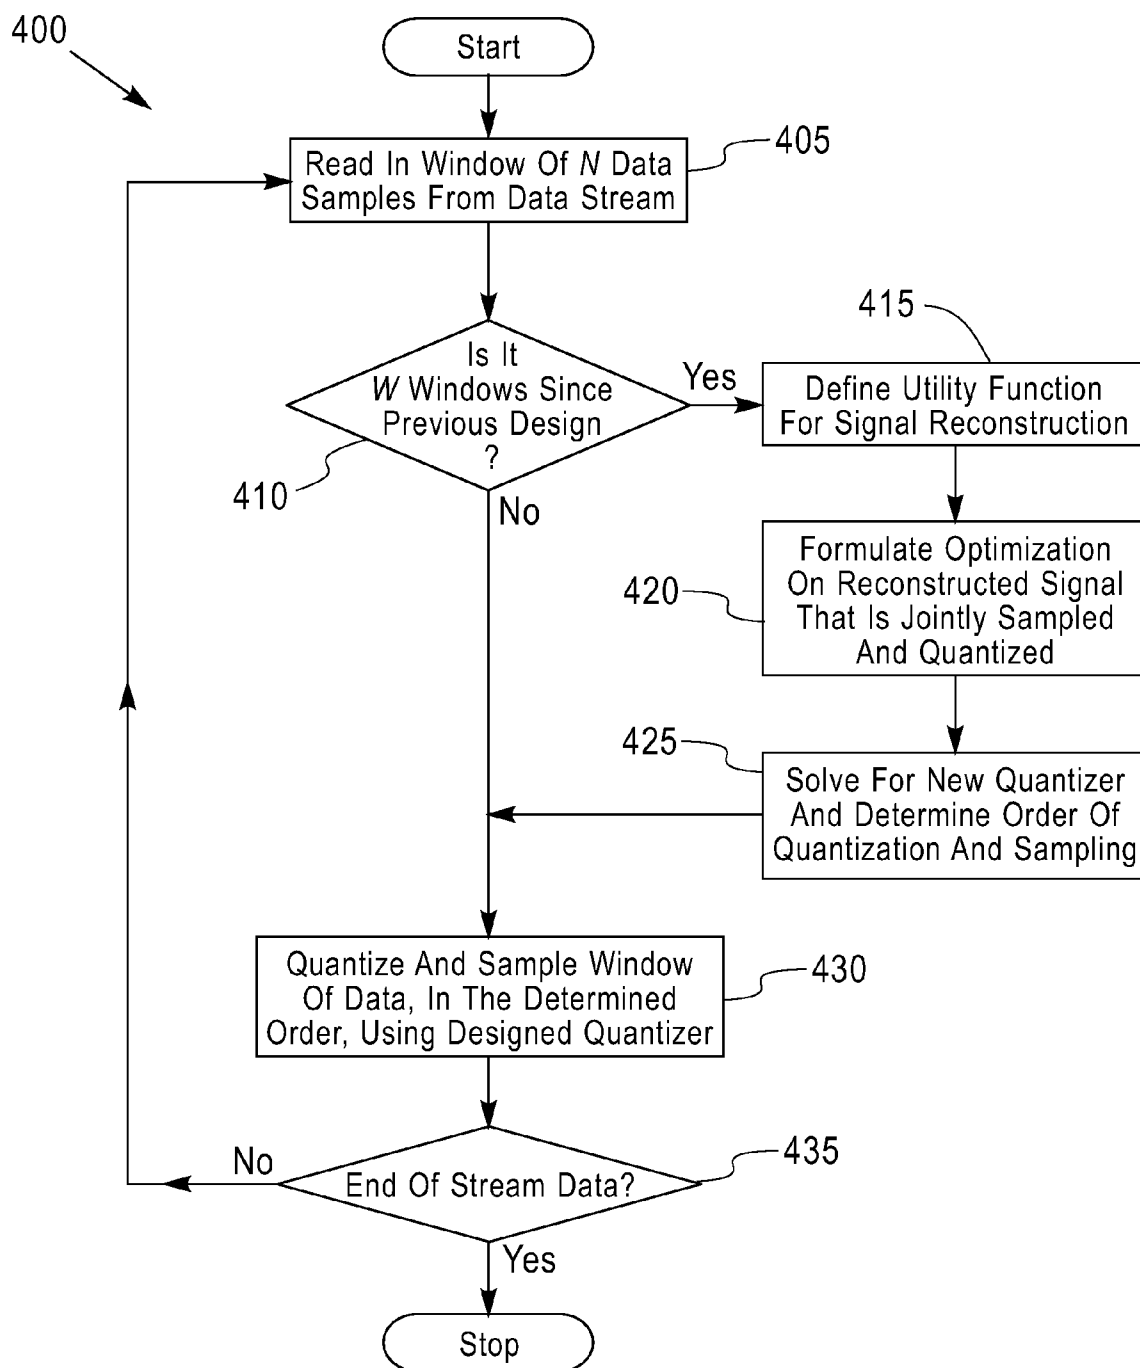 400
Start
405
Read In Window Of N Data
Samples From Data Stream
Is It
W Windows Since
Previous Design
?
410
Yes
No
415
Define Utility Function
For Signal Reconstruction
420
Formulate Optimization
On Reconstructed Signal
That Is Jointly Sampled
And Quantized
425
Solve For New Quantizer
And Determine Order Of
Quantization And Sampling
430
Quantize And Sample Window
Of Data, In The Determined
Order, Using Designed Quantizer
435
End Of Stream Data?
No
Yes
Stop